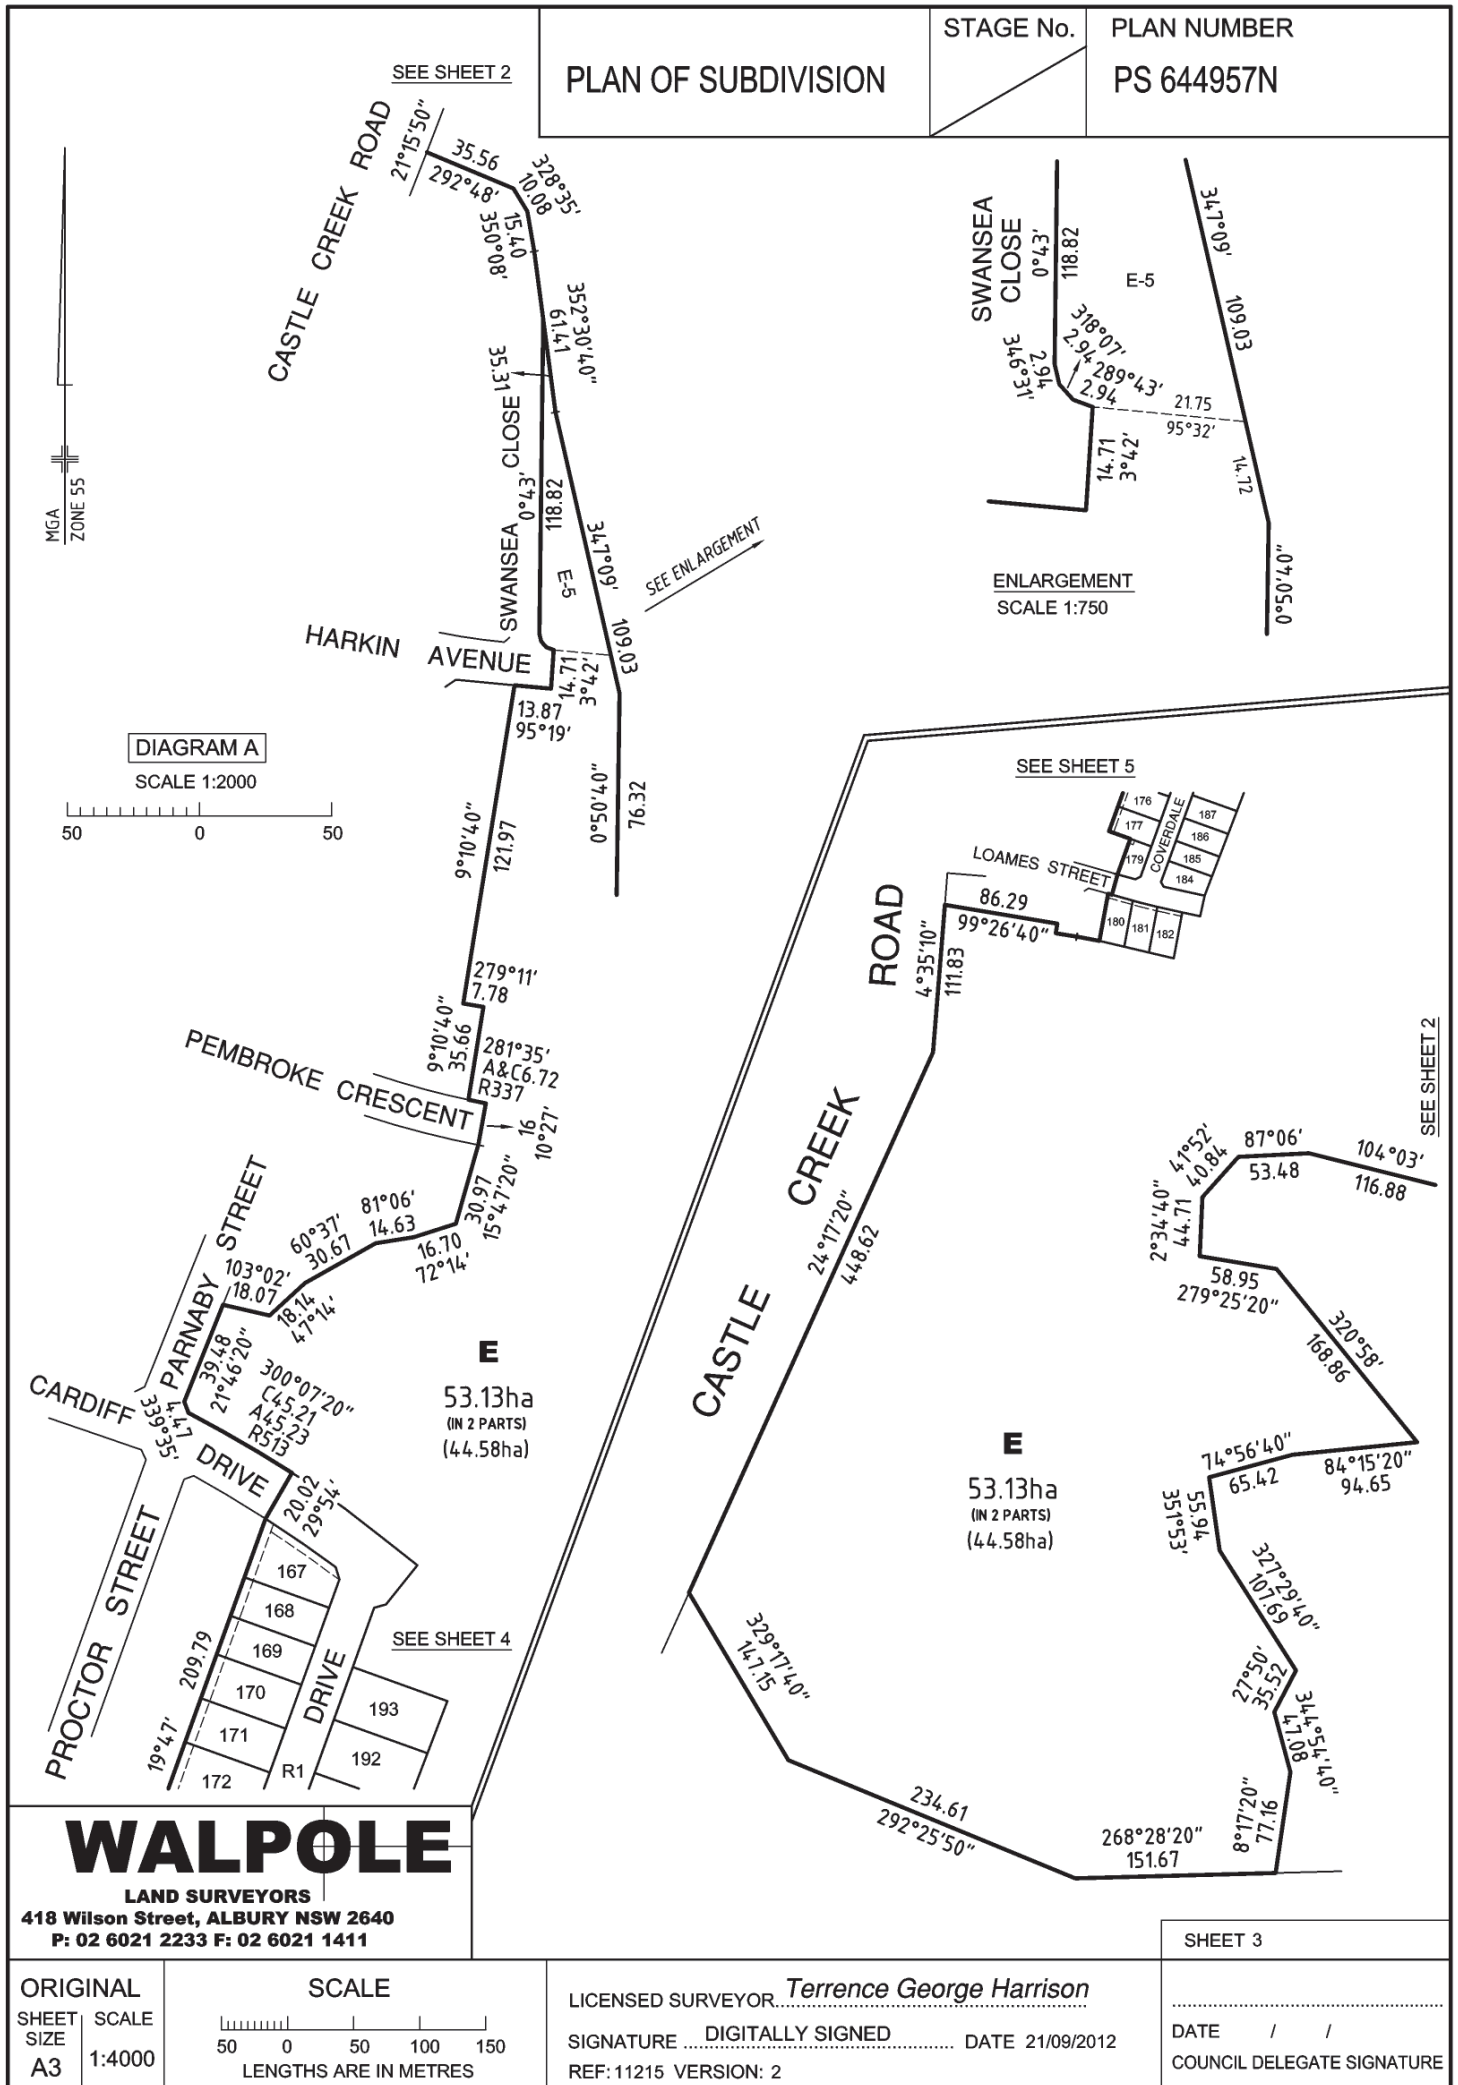 PLAN OF SUBDIVISION
STAGE No.
PLAN NUMBER
PS 644957N
SEE SHEET 2
CASTLE CREEK ROAD
21°15'50"
35.56
292°48'
328°35'
10.08
15.40
350°08'
352°30'40"
61.41
35.31
SWANSEA CLOSE
0°43'
118.82
E-5
347°09'
109.03
SEE ENLARGEMENT
HARKIN AVENUE
14.71
3°42'
13.87
95°19'
0°50'40"
76.32
MGA
ZONE 55
DIAGRAM A
SCALE 1:2000
50 0 50
9°10'40"
121.97
279°11'
7.78
9°10'40"
35.66
281°35'
A&C6.72
R337
PEMBROKE CRESCENT
16
10°27'
30.97
15°47'20"
81°06'
14.63
16.70
72°14'
60°37'
30.67
18.14
47°14'
103°02'
18.07
PARNABY STREET
39.48
21°46'20"
CARDIFF DRIVE
4.47
339°35'
300°07'20"
C45.21
A45.23
R513
20.02
29°54'
PROCTOR STREET
209.79
19°47'
167
168
169
170
171
172
DRIVE
R1
193
192
SEE SHEET 4
E
53.13ha
(IN 2 PARTS)
(44.58ha)
SWANSEA
CLOSE
0°43'
118.82
E-5
347°09'
109.03
318°07'
2.94
289°43'
2.94
2.94
346°31'
21.75
95°32'
14.71
3°42'
14.72
0°50'40"
ENLARGEMENT
SCALE 1:750
SEE SHEET 5
176
177
179
COVERDALE
187
186
185
184
LOAMES STREET
180
181
182
86.29
99°26'40"
4°35'10"
111.83
CASTLE CREEK ROAD
24°17'20"
448.62
SEE SHEET 2
41°52'
40.84
87°06'
53.48
104°03'
116.88
2°34'40"
44.71
58.95
279°25'20"
320°58'
168.86
74°56'40"
65.42
84°15'20"
94.65
55.94
351°53'
327°29'40"
107.69
27°50'
35.52
344°54'40"
47.08
8°17'20"
77.16
268°28'20"
151.67
234.61
292°25'50"
329°17'40"
147.15
E
53.13ha
(IN 2 PARTS)
(44.58ha)
WALPOLE
LAND SURVEYORS
418 Wilson Street, ALBURY NSW 2640
P: 02 6021 2233 F: 02 6021 1411
SHEET 3
ORIGINAL
SHEET SIZE
A3
SCALE
1:4000
SCALE
50 0 50 100 150
LENGTHS ARE IN METRES
LICENSED SURVEYOR Terrence George Harrison
SIGNATURE DIGITALLY SIGNED DATE 21/09/2012
REF: 11215 VERSION: 2
DATE / /
COUNCIL DELEGATE SIGNATURE